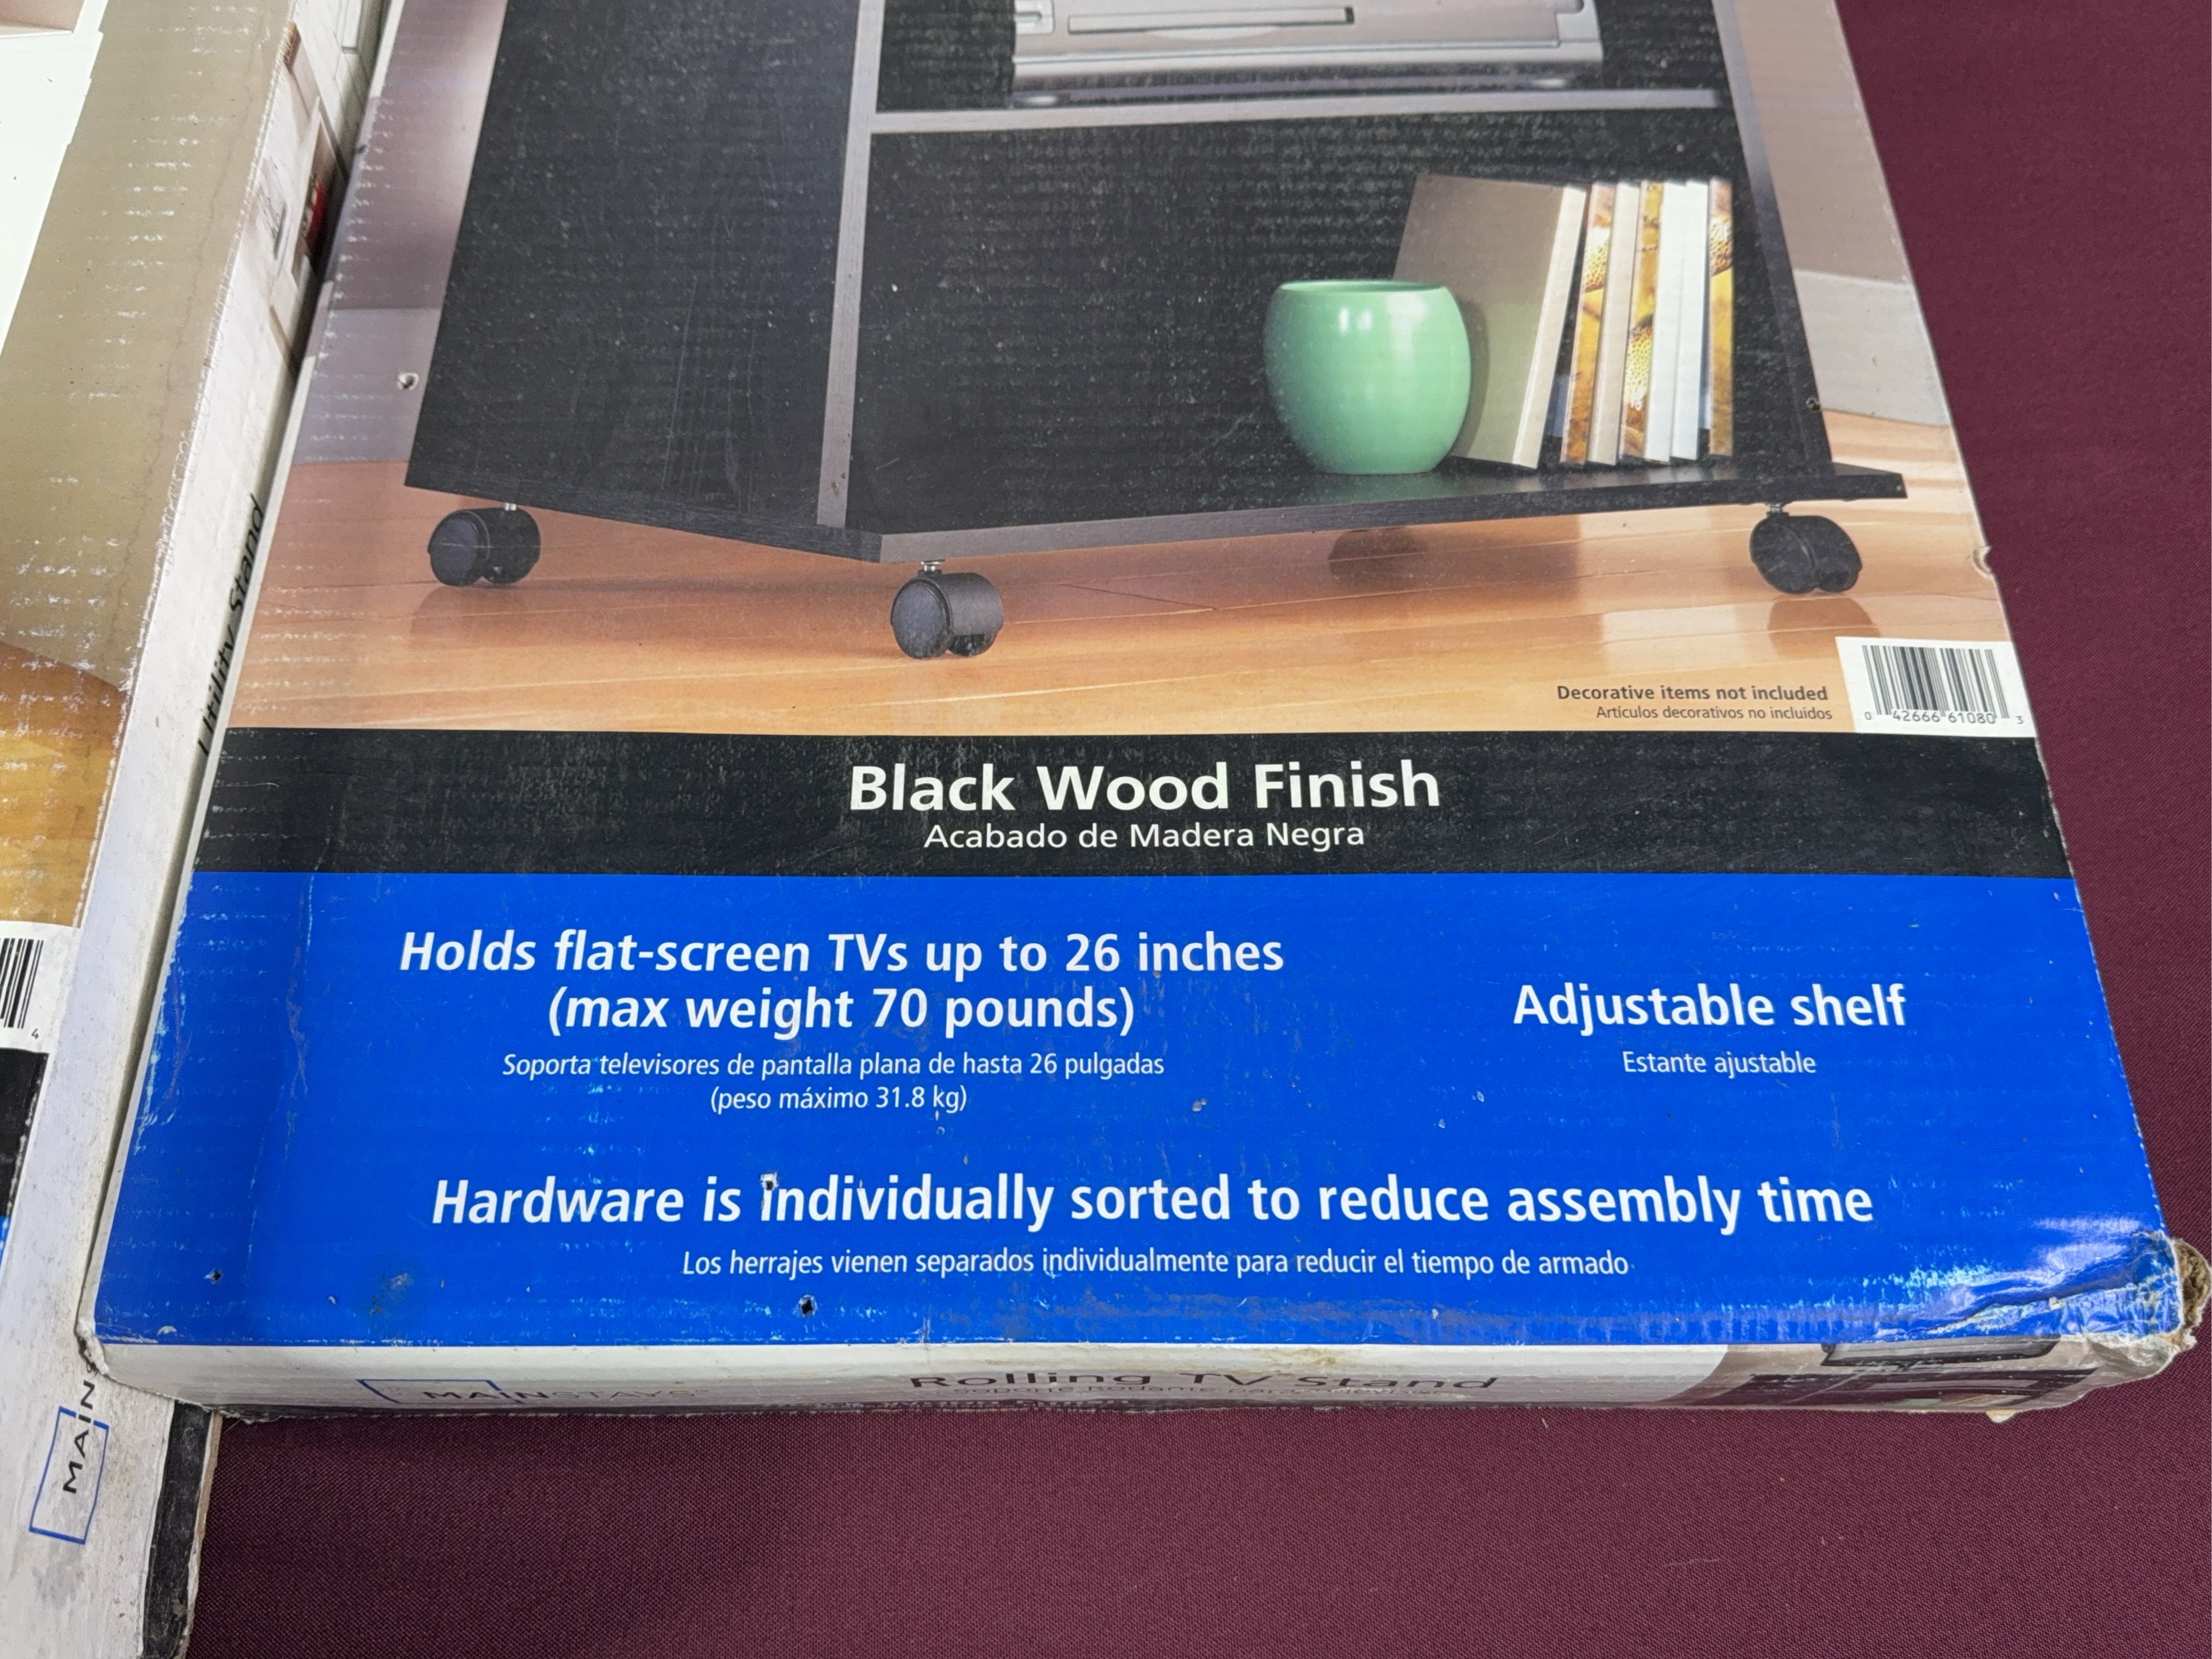 Utility Stand
Decorative items not included
Artículos decorativos no incluidos
0 42666 61080 3
Black Wood Finish
Acabado de Madera Negra
Holds flat-screen TVs up to 26 inches
(max weight 70 pounds)
Soporta televisores de pantalla plana de hasta 26 pulgadas
(peso máximo 31.8 kg)
Adjustable shelf
Estante ajustable
Hardware is individually sorted to reduce assembly time
Los herrajes vienen separados individualmente para reducir el tiempo de armado
MAINSTAYS
Rolling TV Stand
4
MAIN